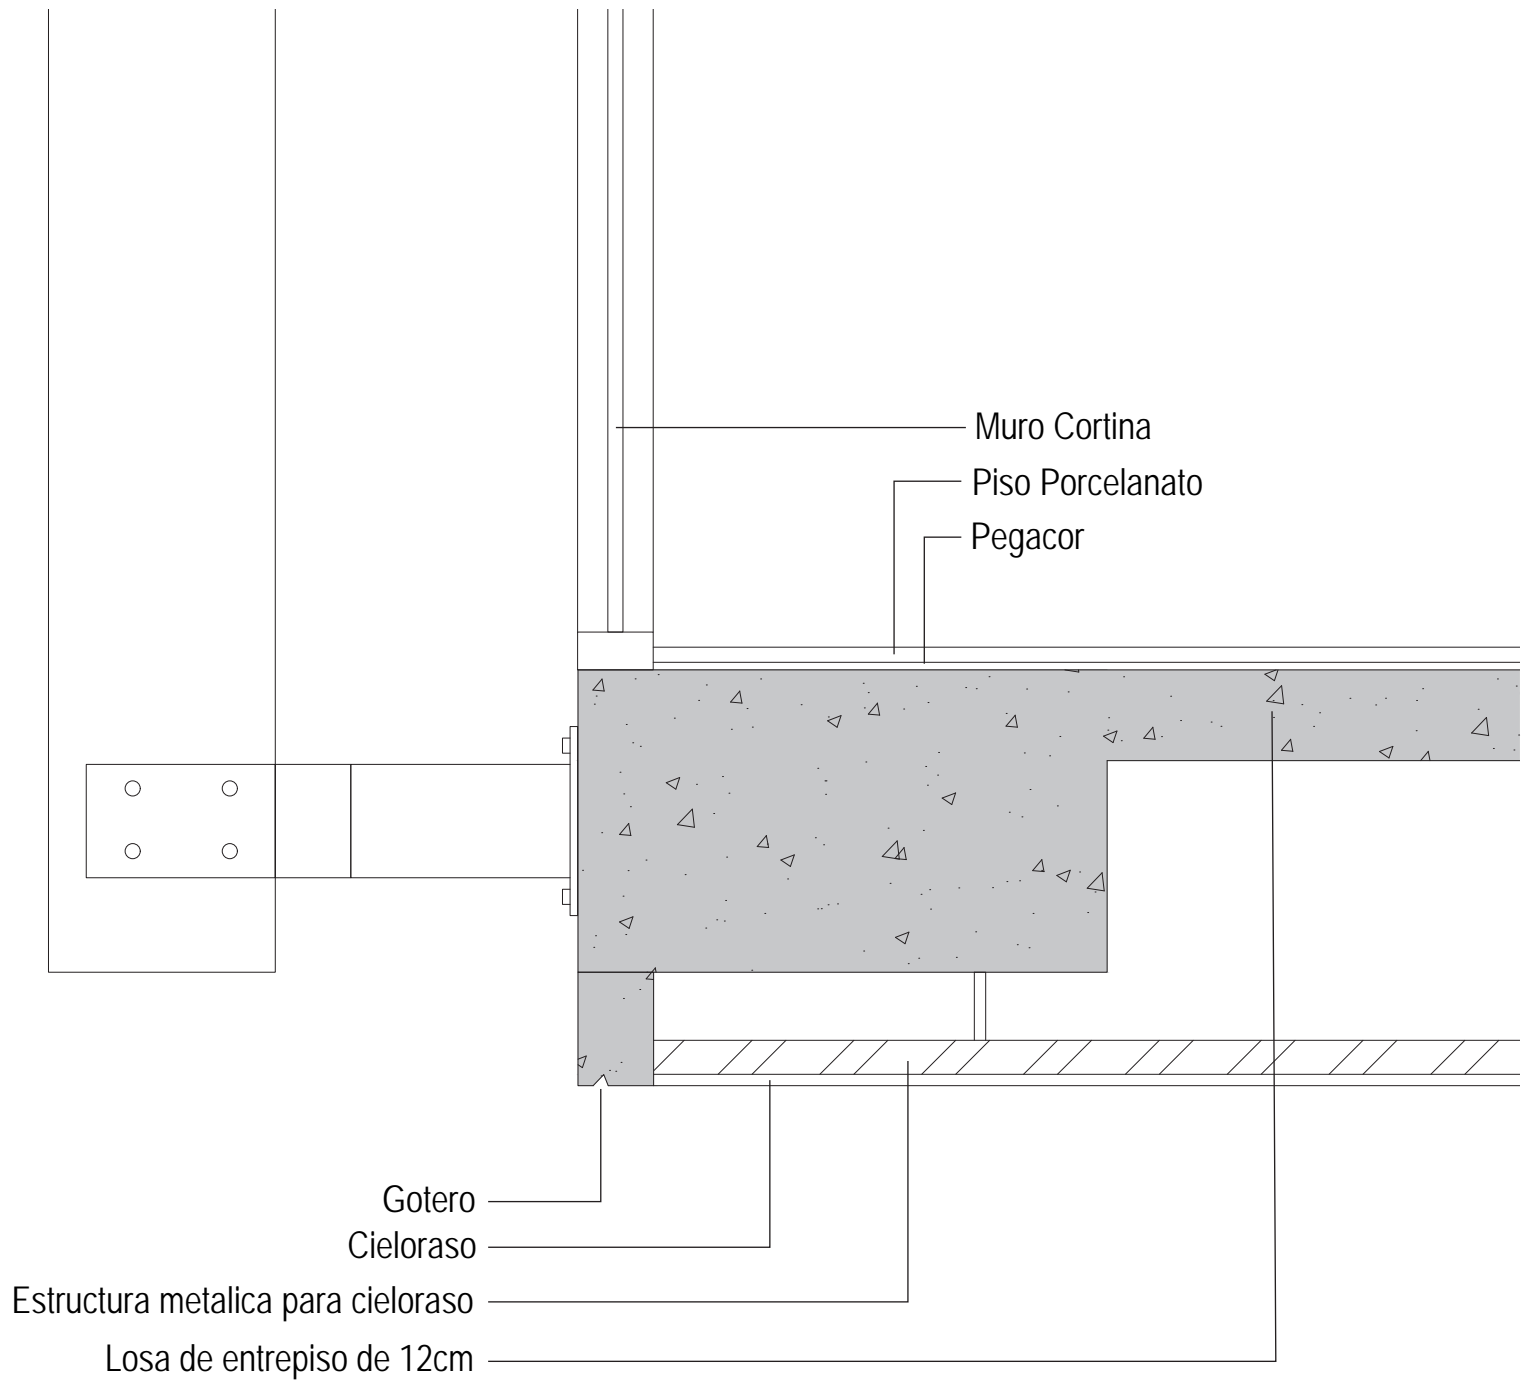 Muro Cortina
Piso Porcelanato
Pegacor
Gotero
Cieloraso
Estructura metalica para cieloraso
Losa de entrepiso de 12cm